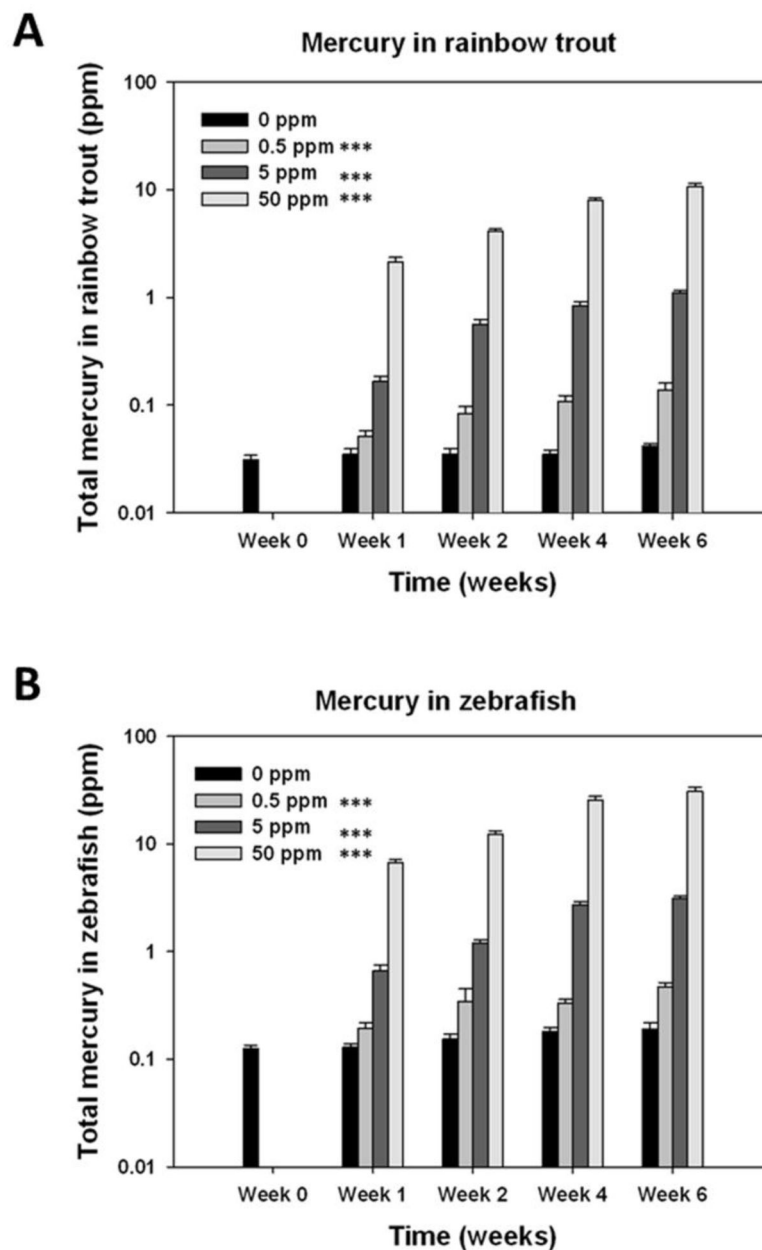 A
Mercury in rainbow trout
Total mercury in rainbow trout (ppm)
100
10
1
0.1
0.01
0 ppm
0.5 ppm ***
5 ppm ***
50 ppm ***
Week 0 Week 1 Week 2 Week 4 Week 6
Time (weeks)
B
Mercury in zebrafish
Total mercury in zebrafish (ppm)
100
10
1
0.1
0.01
0 ppm
0.5 ppm ***
5 ppm ***
50 ppm ***
Week 0 Week 1 Week 2 Week 4 Week 6
Time (weeks)